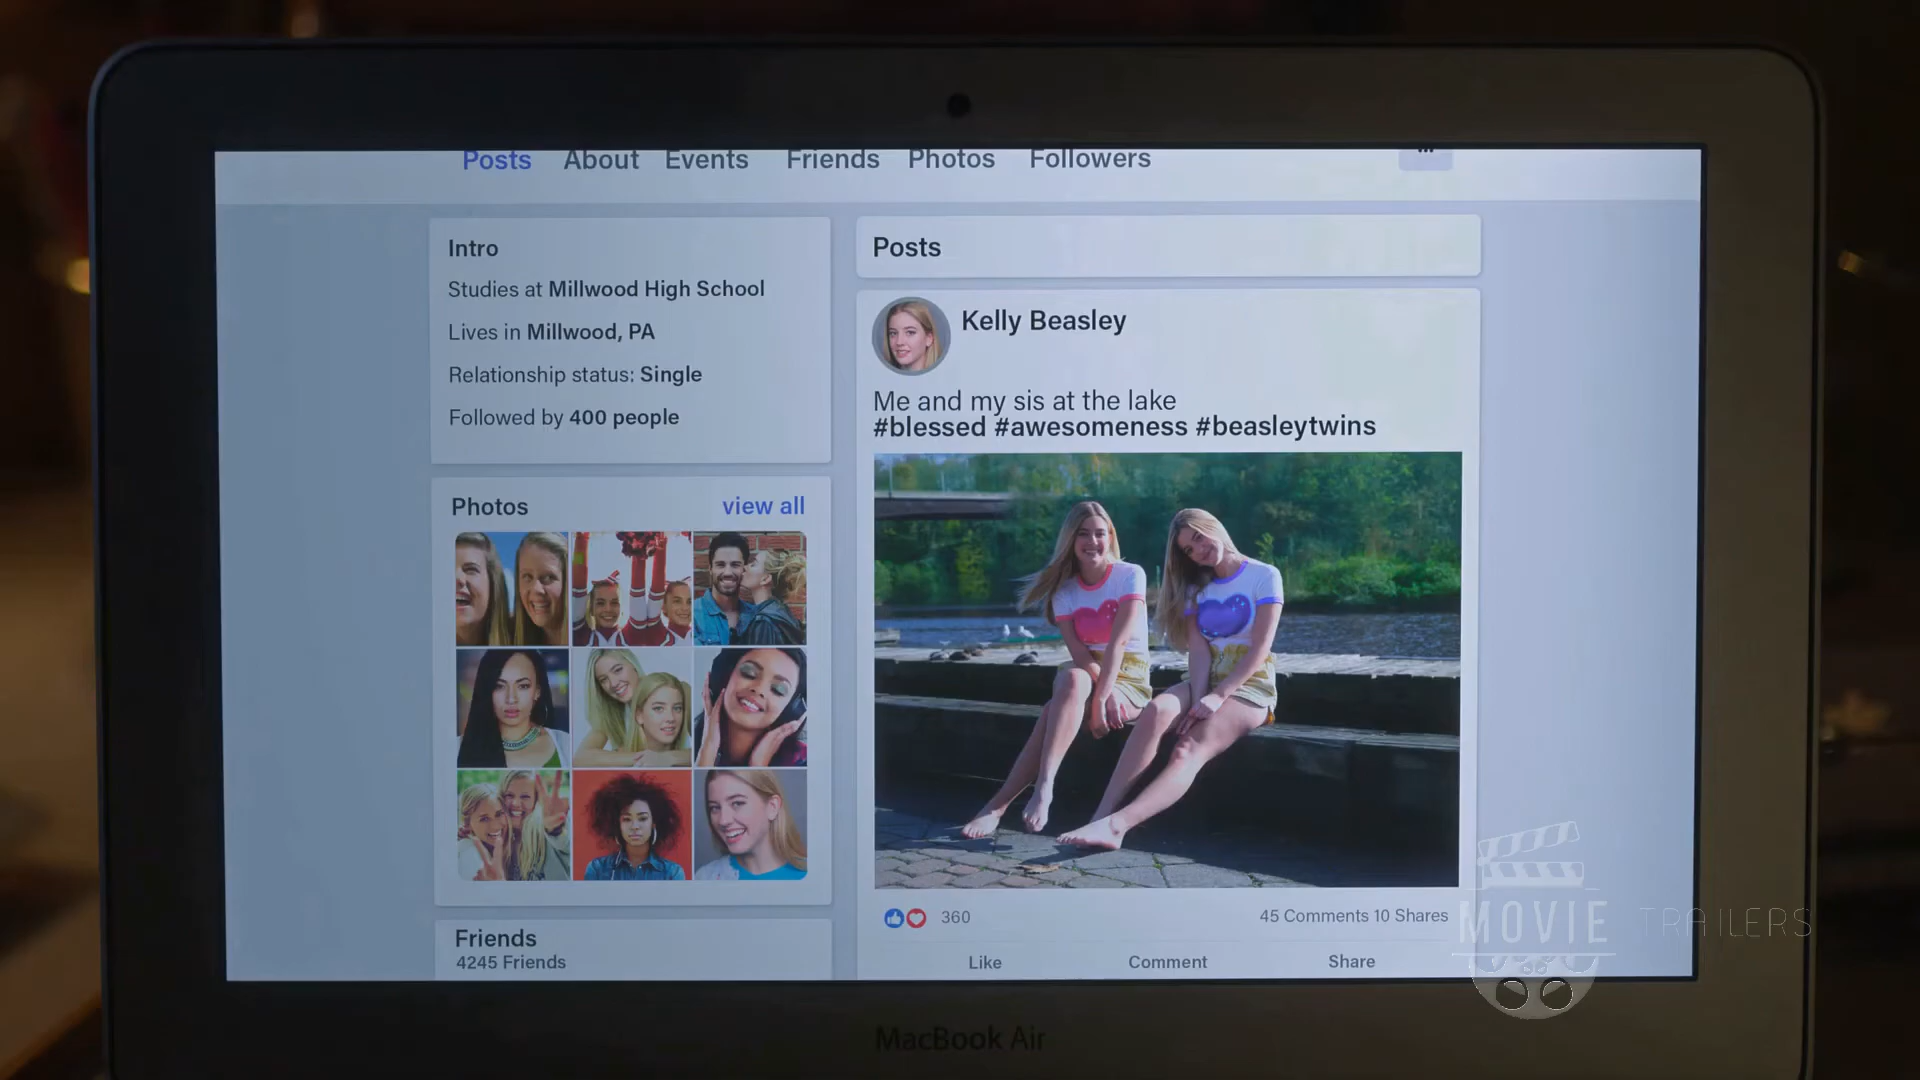 Posts About Events Friends Photos Followers
Intro
Studies at Millwood High School
Lives in Millwood, PA
Relationship status: Single
Followed by 400 people
Photos view all
Friends
4245 Friends
Posts
Kelly Beasley
Me and my sis at the lake
#blessed #awesomeness #beasleytwins
360 45 Comments 10 Shares
Like Comment Share
MOVIE TRAILERS
MacBook Air